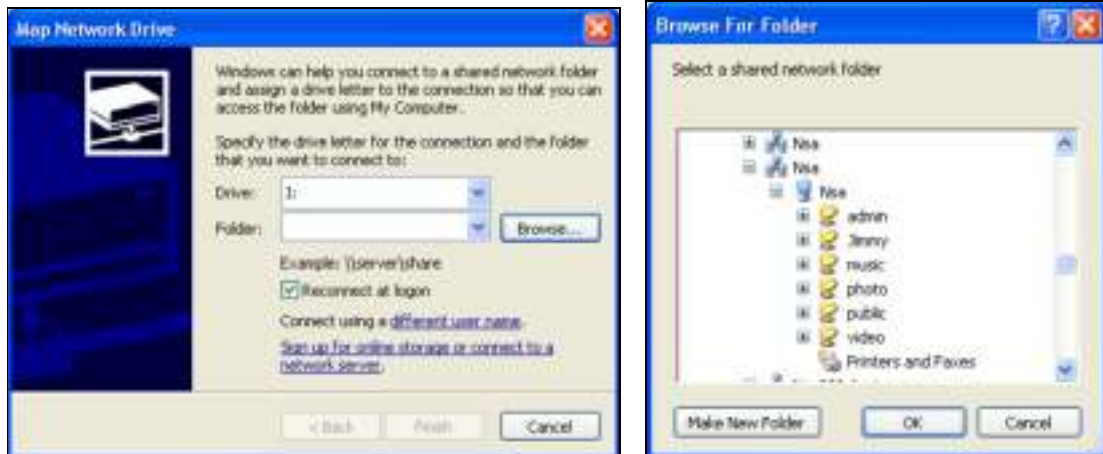 Map Network Drive
Windows can help you connect to a shared network folder
and assign a drive letter to the connection so that you can
access the folder using My Computer.
Specify the drive letter for the connection and the folder
that you want to connect to:
Drive: I:
Folder: Browse...
Example: \\server\share
Reconnect at logon
Connect using a different user name.
Sign up for online storage or connect to a
network server.
< Back Finish Cancel
Browse For Folder
Select a shared network folder
Nsa
Nsa
Nsa
admin
Jimmy
music
photo
public
video
Printers and Faxes
Make New Folder OK Cancel